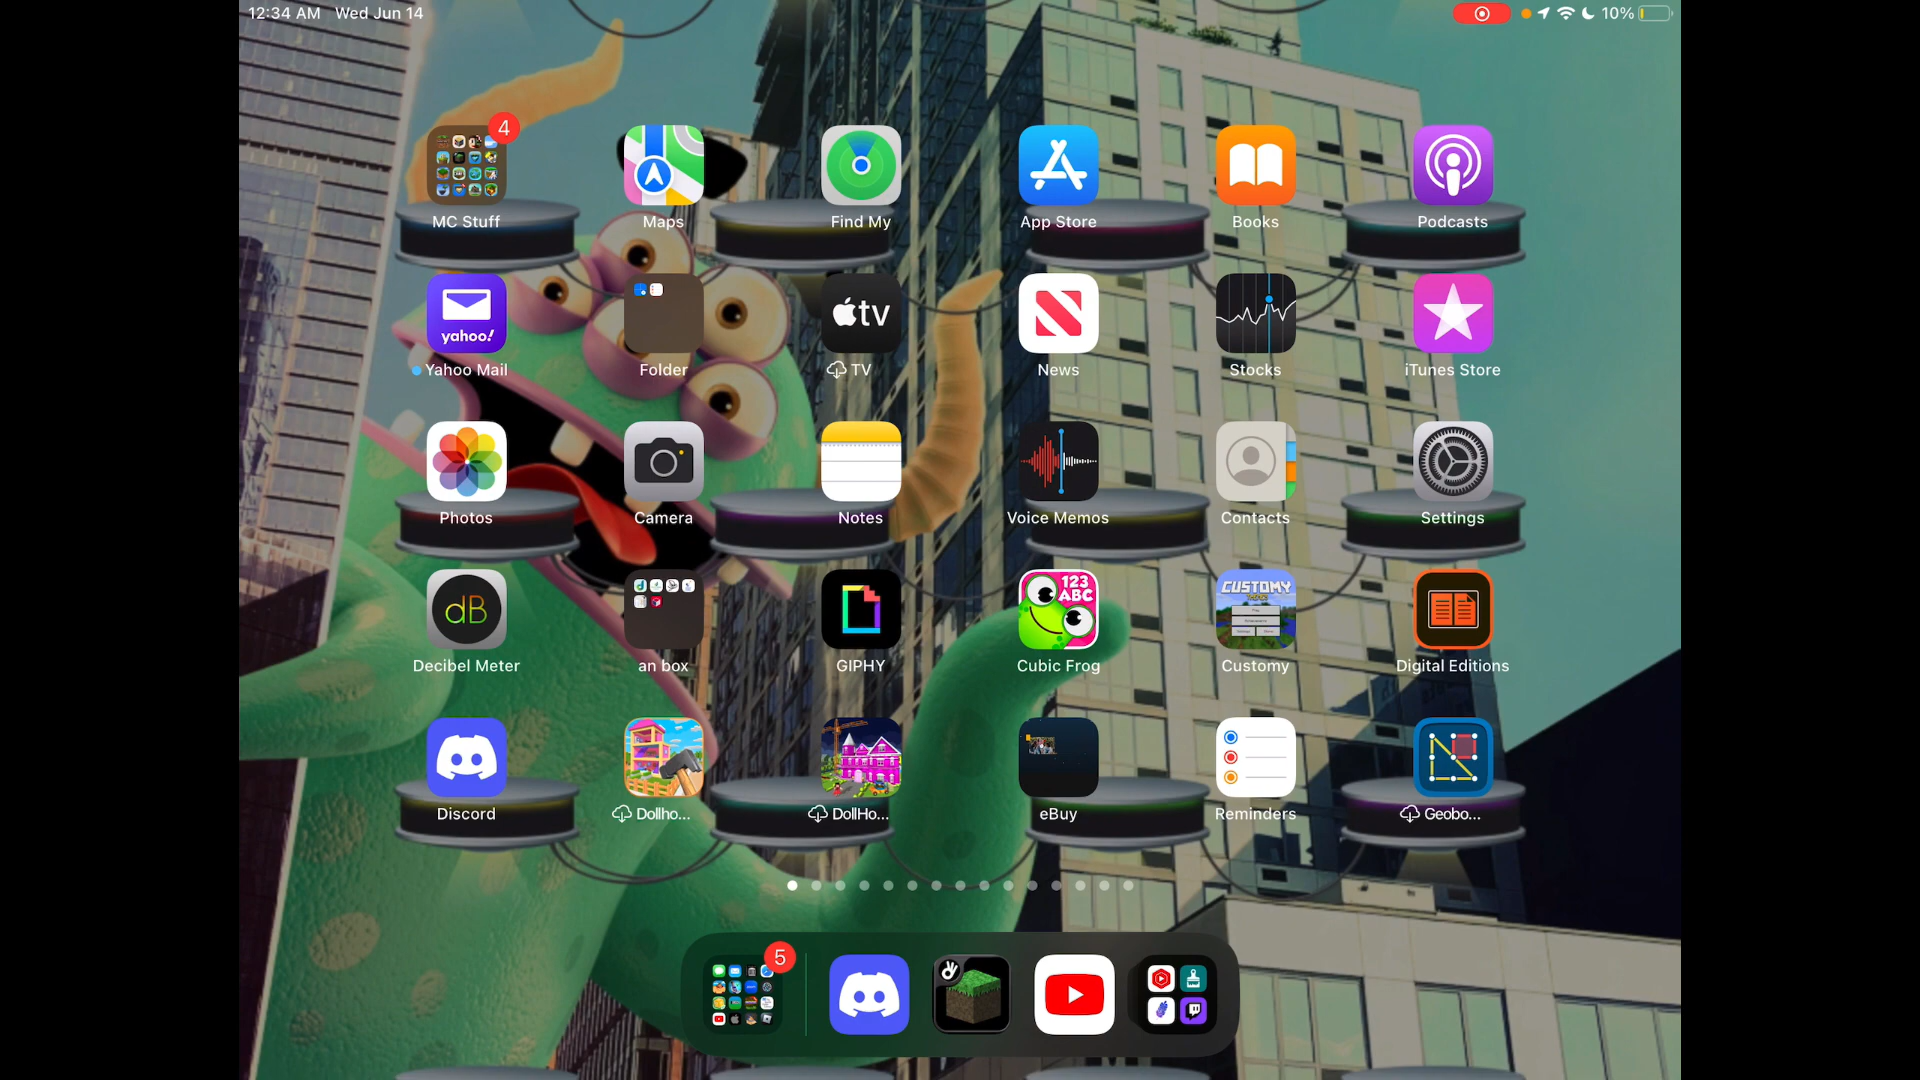 12:34 AM Wed Jun 14
10%
4
MC Stuff
Maps
Find My
App Store
Books
Podcasts
yahoo!
tv
Yahoo Mail
Folder
TV
News
Stocks
iTunes Store
Photos
Camera
Notes
Voice Memos
Contacts
Settings
dB
123
ABC
CUSTOMY
Decibel Meter
an box
GIPHY
Cubic Frog
Customy
Digital Editions
Discord
Dollho...
DollHo...
eBuy
Reminders
Geobo...
5